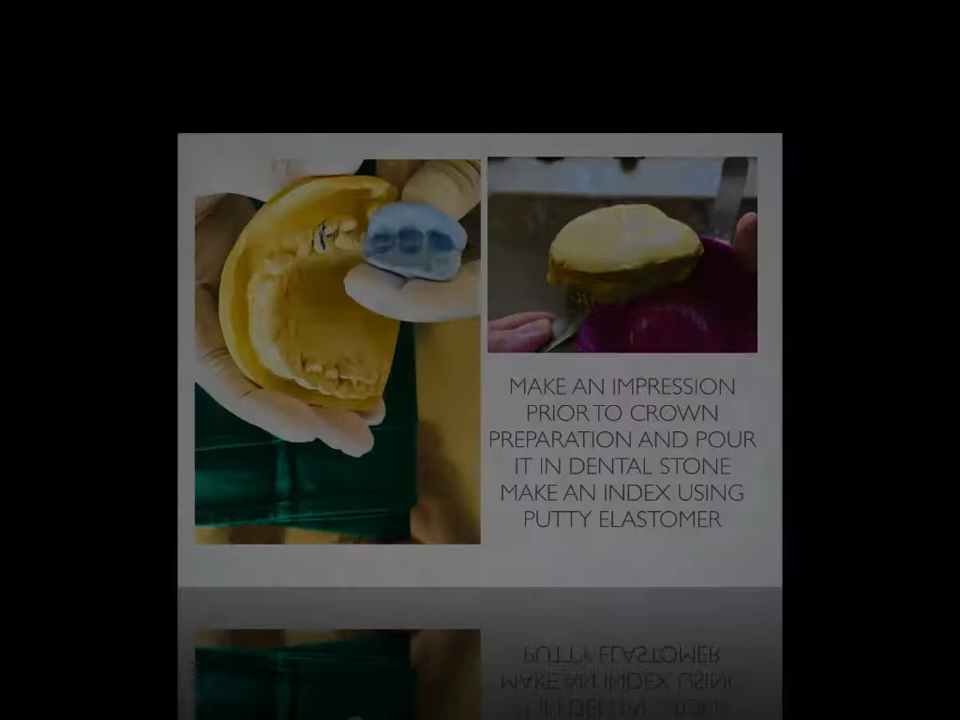 MAKE AN IMPRESSION
PRIOR TO CROWN
PREPARATION AND POUR
IT IN DENTAL STONE
MAKE AN INDEX USING
PUTTY ELASTOMER